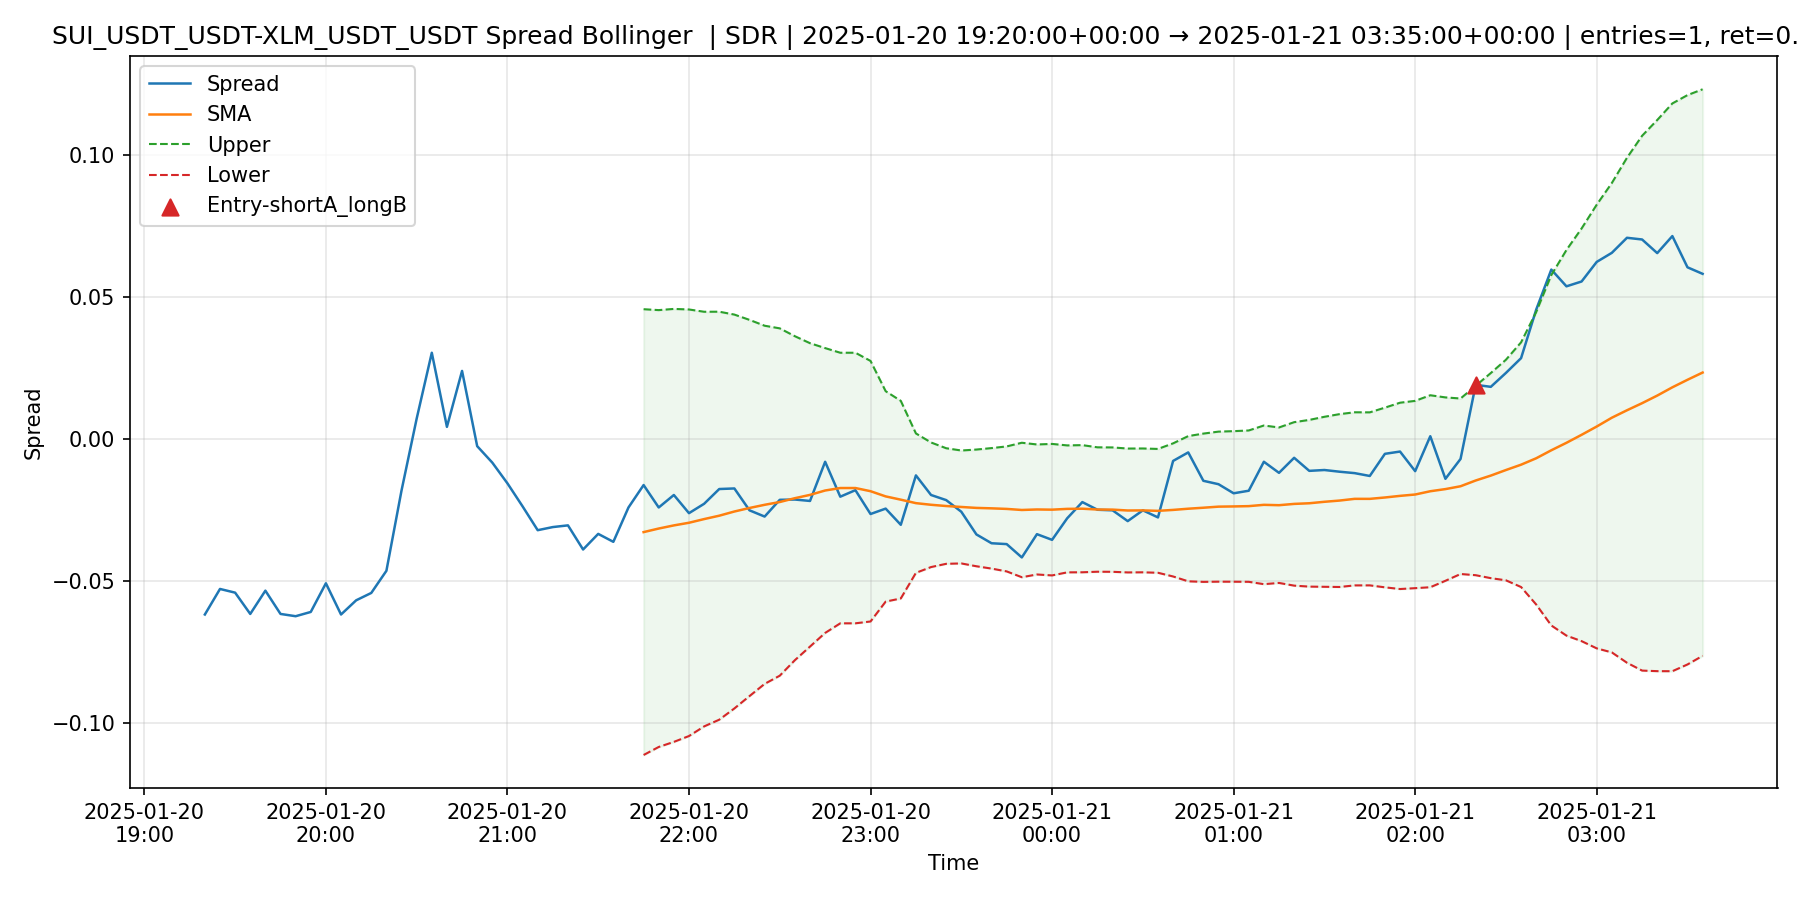 SUI_USDT_USDT-XLM_USDT_USDT Spread Bollinger | SDR | 2025-01-20 19:20:00+00:00 → 2025-01-21 03:35:00+00:00 | entries=1, ret=0.
Spread
SMA
Upper
Lower
Entry-shortA_longB
0.10
0.05
0.00
−0.05
−0.10
Spread
2025-01-20
19:00
2025-01-20
20:00
2025-01-20
21:00
2025-01-20
22:00
2025-01-20
23:00
2025-01-21
00:00
2025-01-21
01:00
2025-01-21
02:00
2025-01-21
03:00
Time